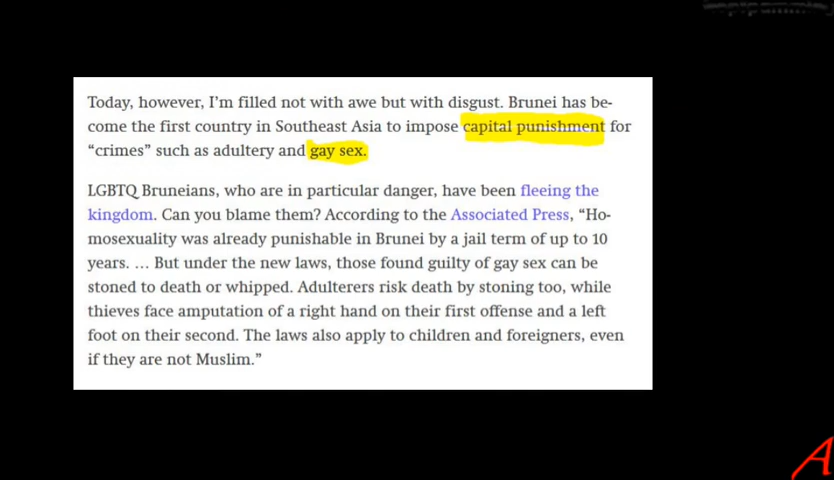 Today, however, I'm filled not with awe but with disgust. Brunei has be-
come the first country in Southeast Asia to impose capital punishment for
“crimes” such as adultery and gay sex.
LGBTQ Bruneians, who are in particular danger, have been fleeing the
kingdom. Can you blame them? According to the Associated Press, “Ho-
mosexuality was already punishable in Brunei by a jail term of up to 10
years. … But under the new laws, those found guilty of gay sex can be
stoned to death or whipped. Adulterers risk death by stoning too, while
thieves face amputation of a right hand on their first offense and a left
foot on their second. The laws also apply to children and foreigners, even
if they are not Muslim.”
A